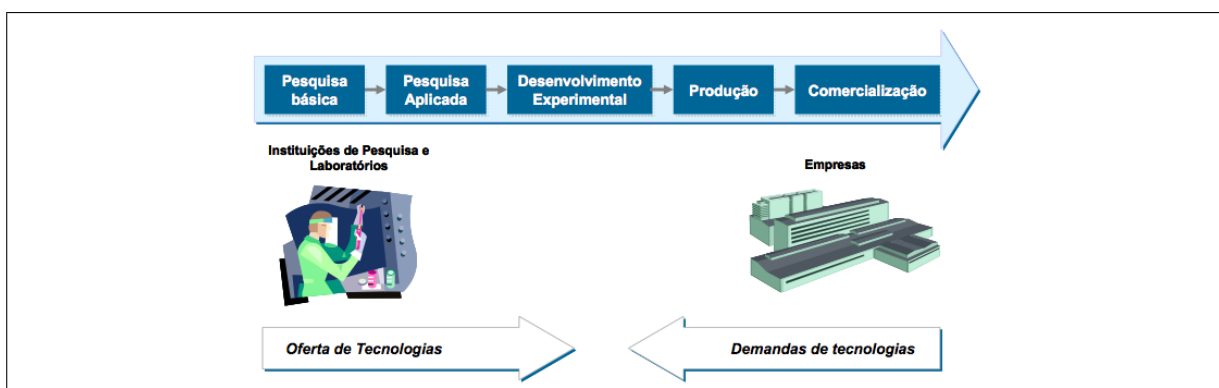 Pesquisa
básica
Pesquisa
Aplicada
Desenvolvimento
Experimental
Produção
Comercialização
Instituições de Pesquisa e
Laboratórios
Empresas
Oferta de Tecnologias
Demandas de tecnologias